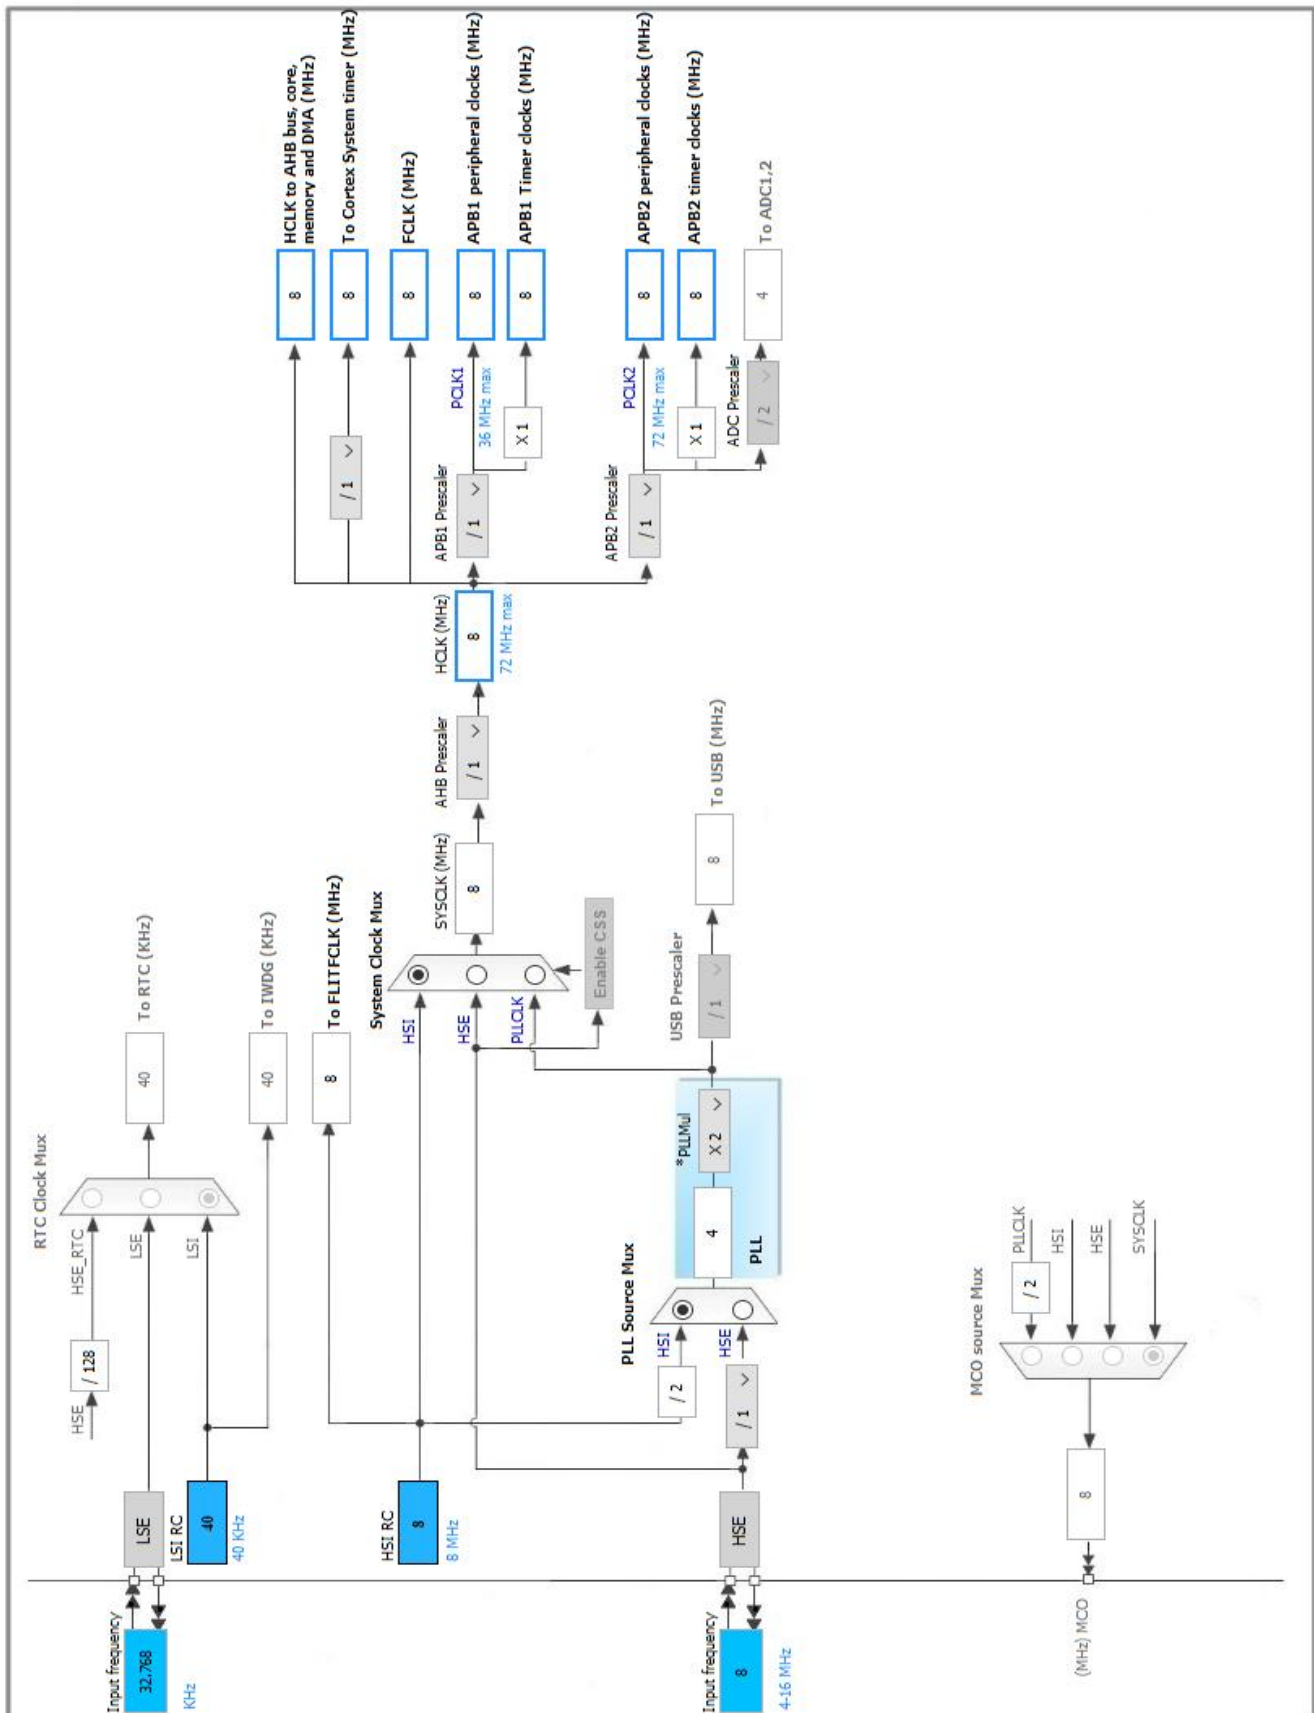 RTC Clock Mux
HSE
/ 128
HSE_RTC
Input frequency
32.768
KHz
LSE
LSE
40
To RTC (KHz)
LSI RC
40
40 KHz
LSI
40
To IWDG (KHz)
8
To FLITFCLK (MHz)
HSI RC
8
8 MHz
System Clock Mux
HSI
HSE
PLLCLK
Enable CSS
SYSCLK (MHz)
8
AHB Prescaler
/ 1
HCLK (MHz)
8
72 MHz max
/ 1
8
HCLK to AHB bus, core,
memory and DMA (MHz)
8
To Cortex System timer (MHz)
8
FCLK (MHz)
APB1 Prescaler
/ 1
PCLK1
36 MHz max
8
APB1 peripheral clocks (MHz)
X 1
8
APB1 Timer clocks (MHz)
APB2 Prescaler
/ 1
PCLK2
72 MHz max
8
APB2 peripheral clocks (MHz)
X 1
8
APB2 timer clocks (MHz)
ADC Prescaler
/ 2
4
To ADC1,2
PLL Source Mux
/ 2
HSI
HSE
Input frequency
8
4-16 MHz
HSE
/ 1
4
*PLLMul
X 2
PLL
USB Prescaler
/ 1
8
To USB (MHz)
MCO source Mux
/ 2
PLLCLK
HSI
HSE
SYSCLK
8
(MHz) MCO